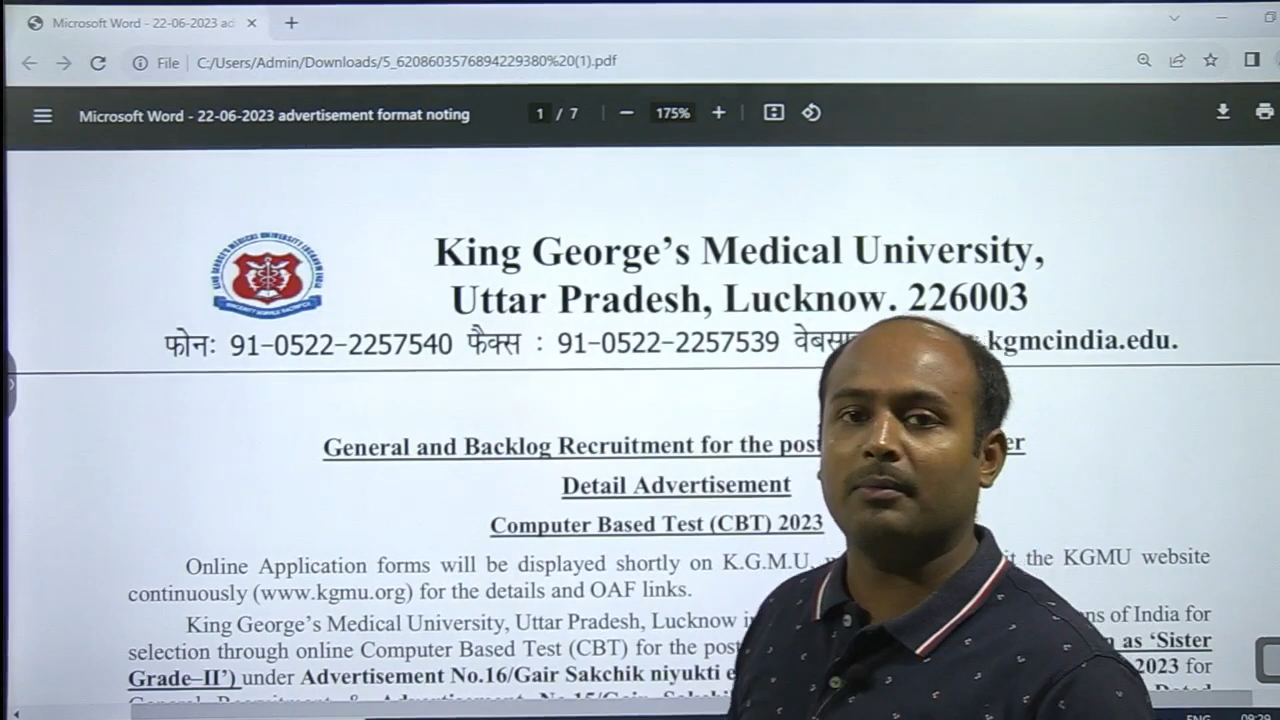 Microsoft Word - 22-06-2023 ad
File
C:/Users/Admin/Downloads/5_6208603576894229380%20(1).pdf
Microsoft Word - 22-06-2023 advertisement format noting
1 / 7
175%
King George's Medical University,
Uttar Pradesh, Lucknow. 226003
फोनः 91-0522-2257540 फैक्स : 91-0522-2257539 kgmcindia.edu.
General and Backlog Recruitment for the post
Detail Advertisement
Computer Based Test (CBT) 2023
Online Application forms will be displayed shortly on K.G.M.U. the KGMU website
continuously (www.kgmu.org) for the details and OAF links.
King George's Medical University, Uttar Pradesh, Lucknow of India for
selection through online Computer Based Test (CBT) for the as 'Sister
Grade–II') under Advertisement No.16/Gair Sakchik niyukti 2023 for
ENG